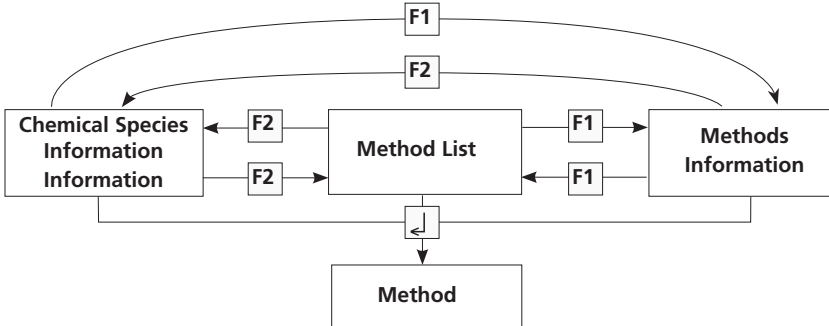 F1
F2
Chemical Species
Information
Information
F2
F2
Method List
F1
F1
Methods
Information
Method